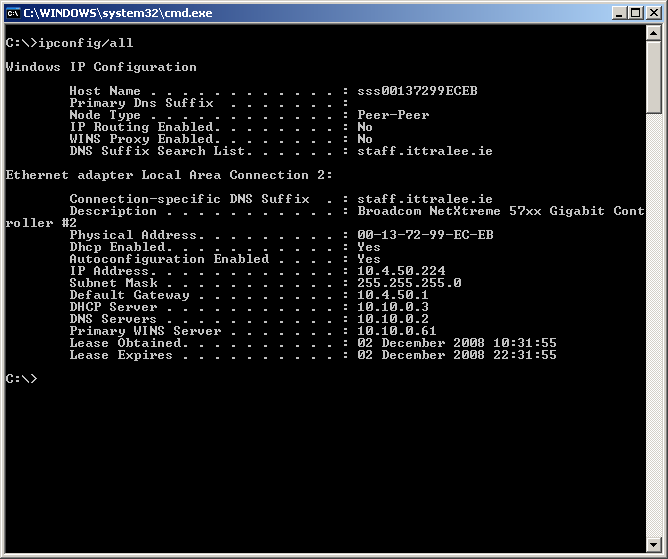 C:\WINDOWS\system32\cmd.exe
C:\>ipconfig/all
Windows IP Configuration
        Host Name . . . . . . . . . . . . : sss00137299ECEB
        Primary Dns Suffix  . . . . . . . :
        Node Type . . . . . . . . . . . . : Peer-Peer
        IP Routing Enabled. . . . . . . . : No
        WINS Proxy Enabled. . . . . . . . : No
        DNS Suffix Search List. . . . . . : staff.ittralee.ie
Ethernet adapter Local Area Connection 2:
        Connection-specific DNS Suffix  . : staff.ittralee.ie
        Description . . . . . . . . . . . : Broadcom NetXtreme 57xx Gigabit Cont
roller #2
        Physical Address. . . . . . . . . : 00-13-72-99-EC-EB
        Dhcp Enabled. . . . . . . . . . . : Yes
        Autoconfiguration Enabled . . . . : Yes
        IP Address. . . . . . . . . . . . : 10.4.50.224
        Subnet Mask . . . . . . . . . . . : 255.255.255.0
        Default Gateway . . . . . . . . . : 10.4.50.1
        DHCP Server . . . . . . . . . . . : 10.10.0.3
        DNS Servers . . . . . . . . . . . : 10.10.0.2
        Primary WINS Server . . . . . . . : 10.10.0.61
        Lease Obtained. . . . . . . . . . : 02 December 2008 10:31:55
        Lease Expires . . . . . . . . . . : 02 December 2008 22:31:55
C:\>